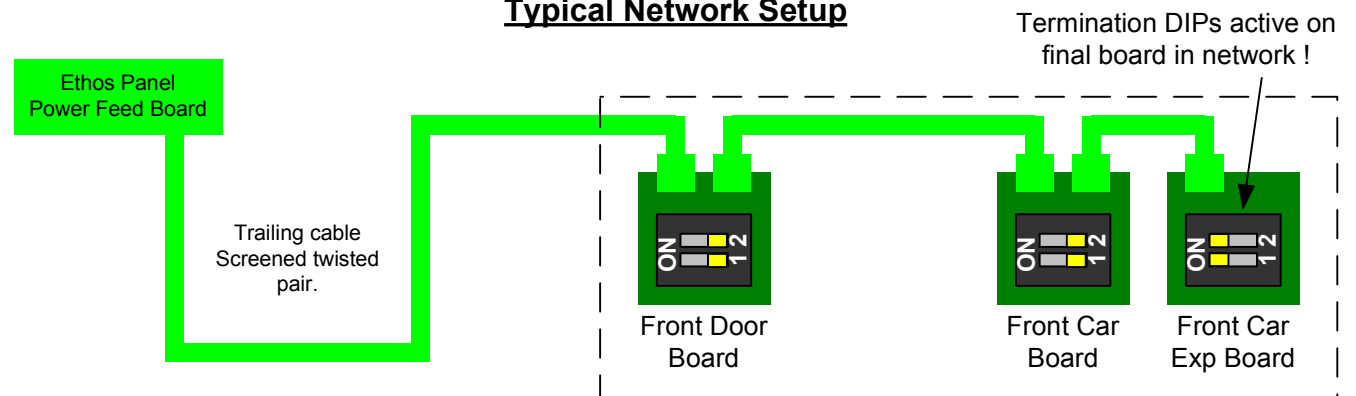 Typical Network Setup
Termination DIPs active on
final board in network !
Ethos Panel
Power Feed Board
Trailing cable
Screened twisted
pair.
ON
1 2
ON
1 2
ON
1 2
Front Door
Board
Front Car
Board
Front Car
Exp Board